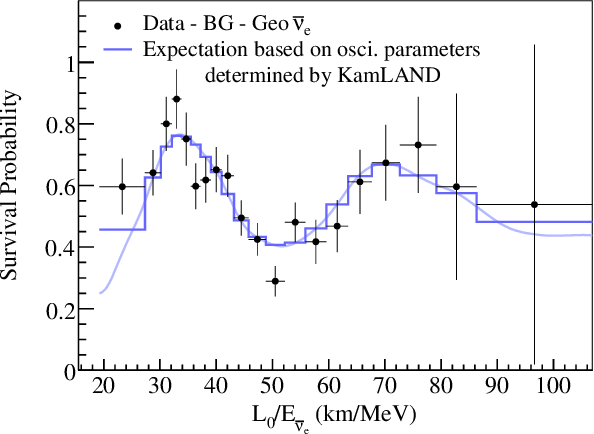 Data - BG - Geo ν̅e
Expectation based on osci. parameters
determined by KamLAND
Survival Probability
1
0.8
0.6
0.4
0.2
0
20 30 40 50 60 70 80 90 100
L0/Eν̅e (km/MeV)